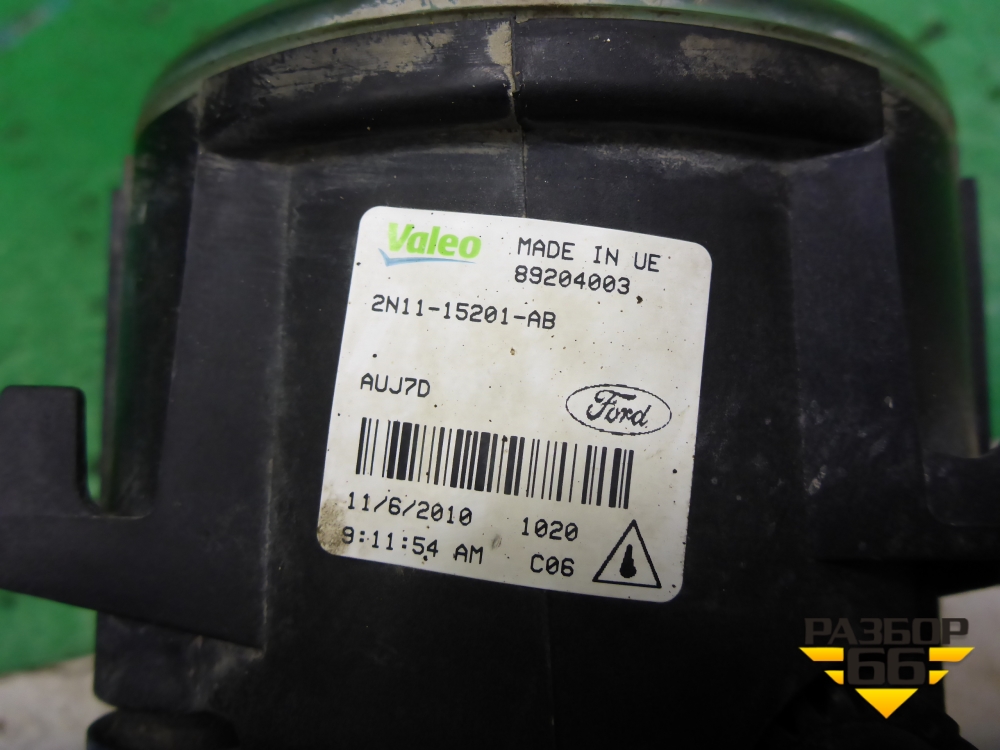 Valeo
MADE IN UE
89204003
2N11-15201-AB
AUJ7D
Ford
11/6/2010 1020
9:11:54 AM C06
РАЗБОР
66